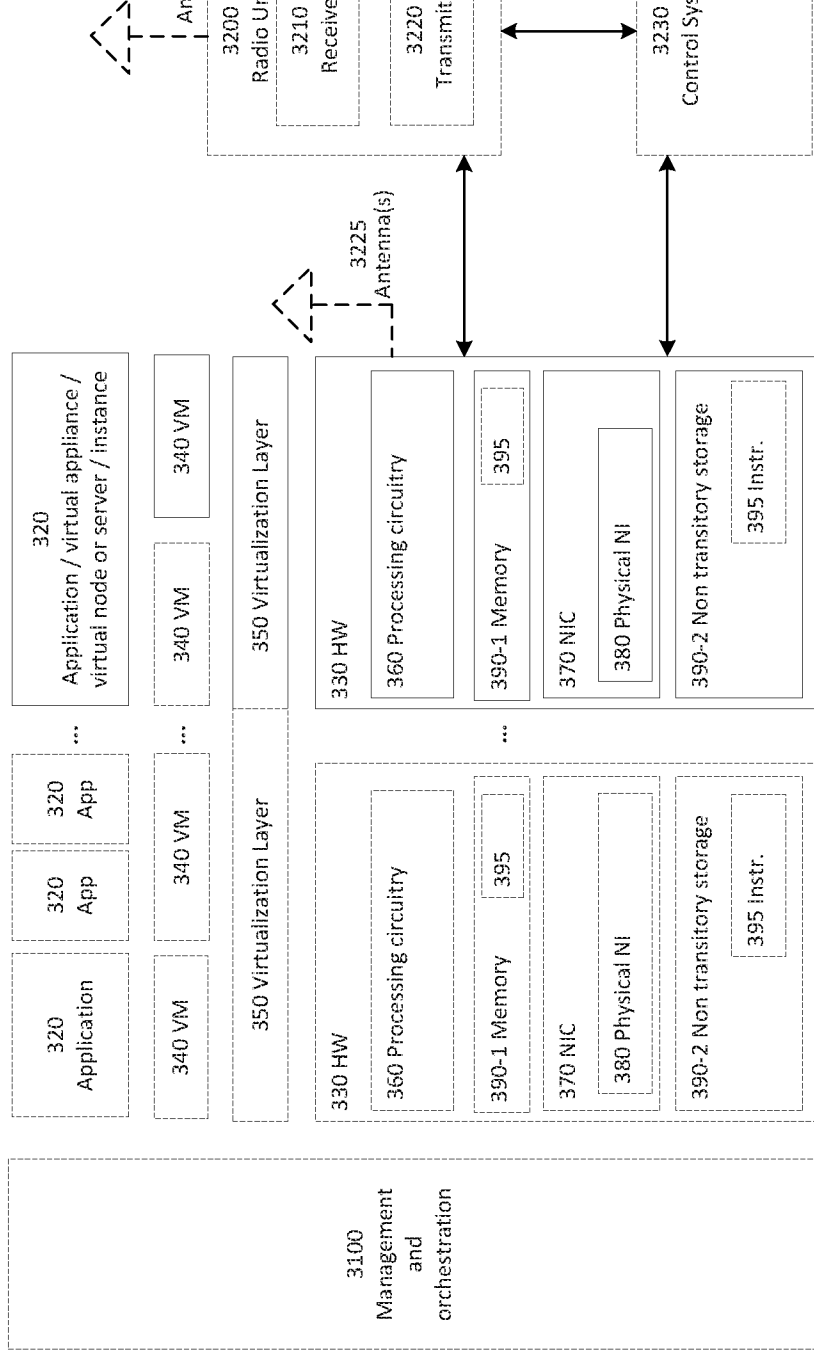 3100
Management
and
orchestration
320
Application
320
App
320
App
...
320
Application / virtual appliance /
virtual node or server / instance
340 VM
340 VM
...
340 VM
340 VM
350 Virtualization Layer
350 Virtualization Layer
330 HW
360 Processing circuitry
390-1 Memory
395
370 NIC
380 Physical NI
390-2 Non transitory storage
395 Instr.
...
330 HW
360 Processing circuitry
390-1 Memory
395
370 NIC
380 Physical NI
390-2 Non transitory storage
395 Instr.
3225
Antenna(s)
An
3200
Radio Un
3210
Receive
3220
Transmit
3230
Control Sys